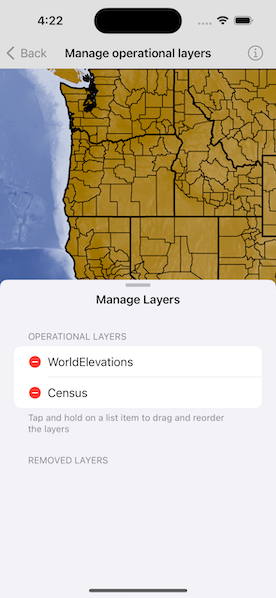 4:22
Back
Manage operational layers
Manage Layers
OPERATIONAL LAYERS
WorldElevations
Census
Tap and hold on a list item to drag and reorder
the layers
REMOVED LAYERS